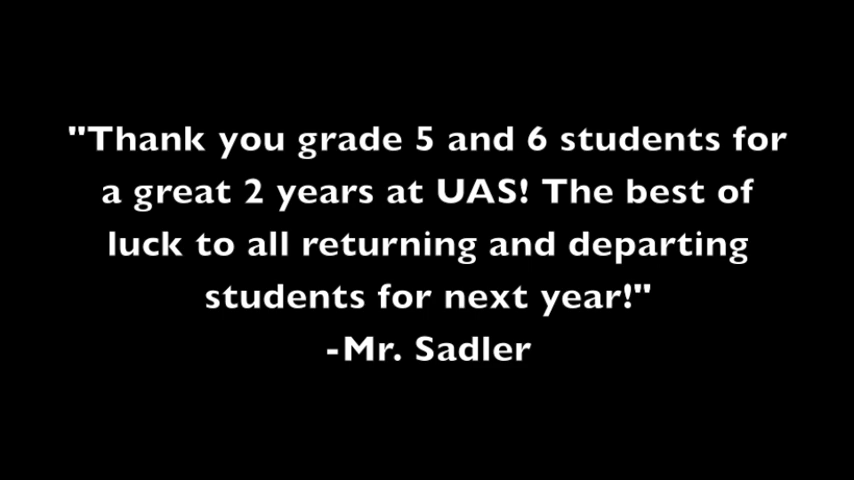 "Thank you grade 5 and 6 students for
a great 2 years at UAS! The best of
luck to all returning and departing
students for next year!"
-Mr. Sadler